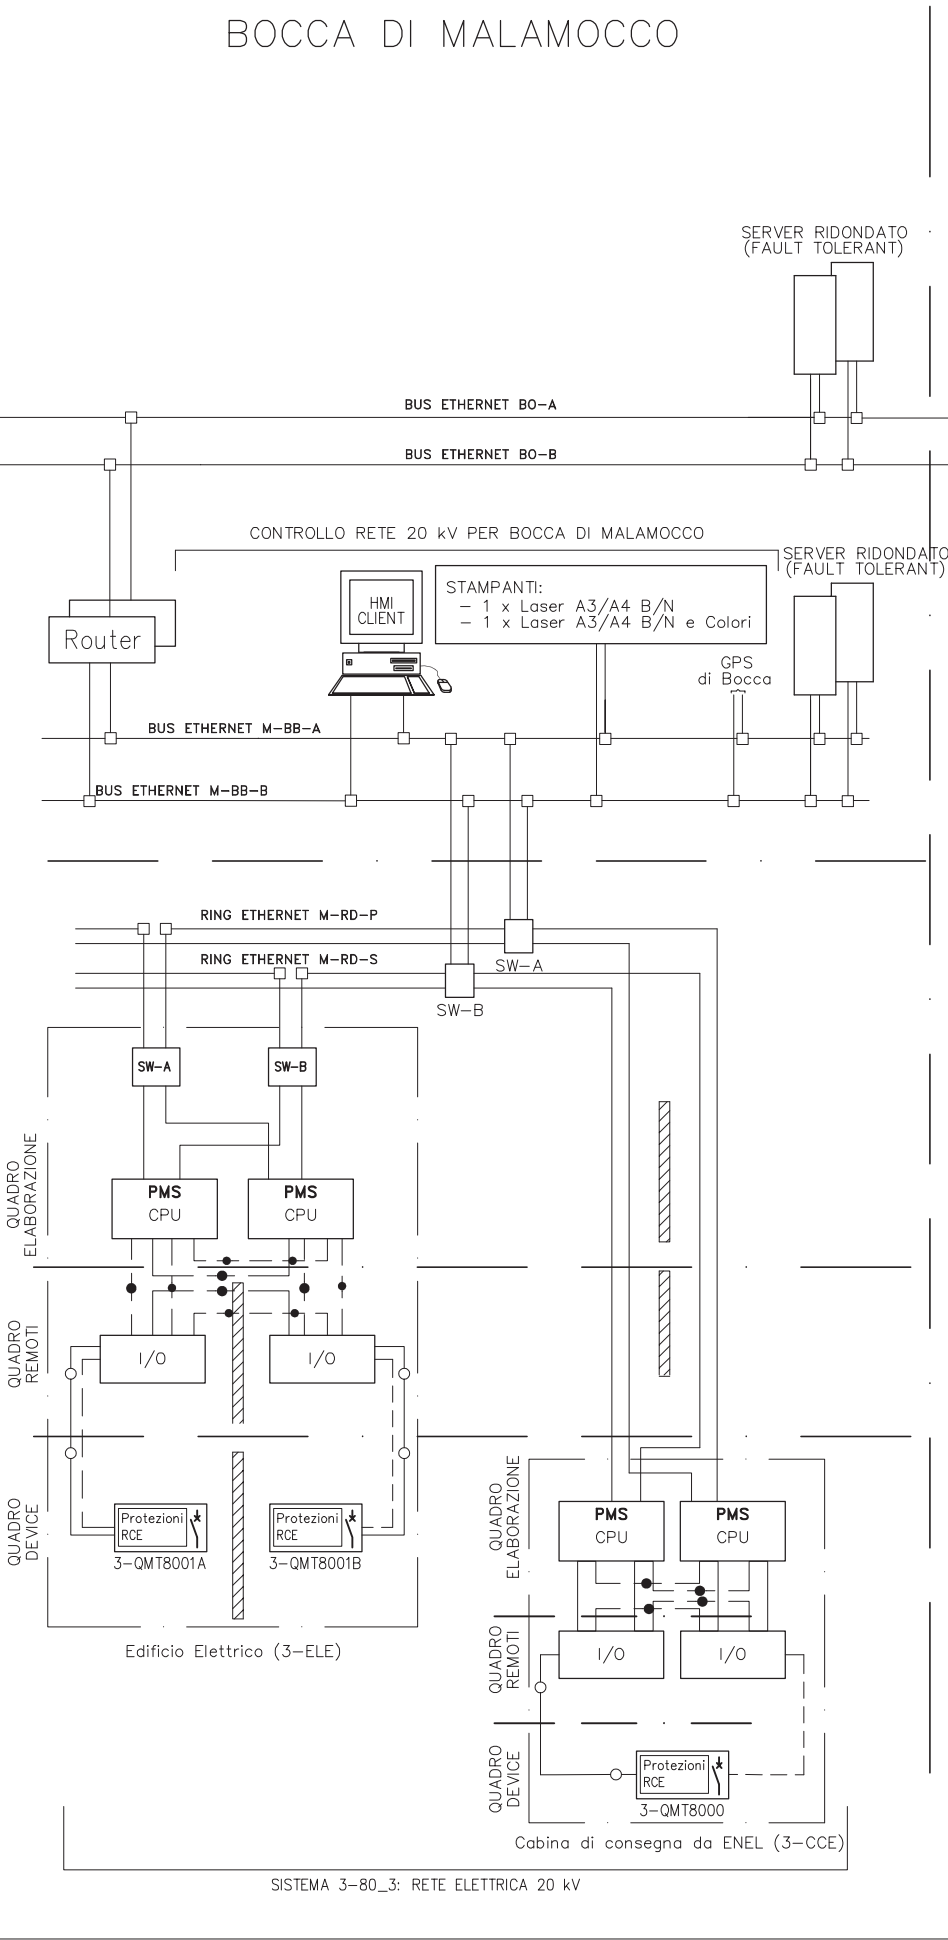 BOCCA DI MALAMOCCO
SERVER RIDONDATO
(FAULT TOLERANT)
BUS ETHERNET BO-A
BUS ETHERNET BO-B
CONTROLLO RETE 20 kV PER BOCCA DI MALAMOCCO
SERVER RIDONDATO
(FAULT TOLERANT)
HMI
CLIENT
STAMPANTI:
- 1 x Laser A3/A4 B/N
- 1 x Laser A3/A4 B/N e Colori
Router
GPS
di Bocca
BUS ETHERNET M-BB-A
BUS ETHERNET M-BB-B
RING ETHERNET M-RD-P
RING ETHERNET M-RD-S
SW-A
SW-B
SW-A
SW-B
QUADRO
ELABORAZIONE
PMS
CPU
PMS
CPU
QUADRO
REMOTI
I/O
I/O
QUADRO
DEVICE
Protezioni
RCE
3-QMT8001A
Protezioni
RCE
3-QMT8001B
Edificio Elettrico (3-ELE)
QUADRO
ELABORAZIONE
PMS
CPU
PMS
CPU
QUADRO
REMOTI
I/O
I/O
QUADRO
DEVICE
Protezioni
RCE
3-QMT8000
Cabina di consegna da ENEL (3-CCE)
SISTEMA 3-80_3: RETE ELETTRICA 20 kV